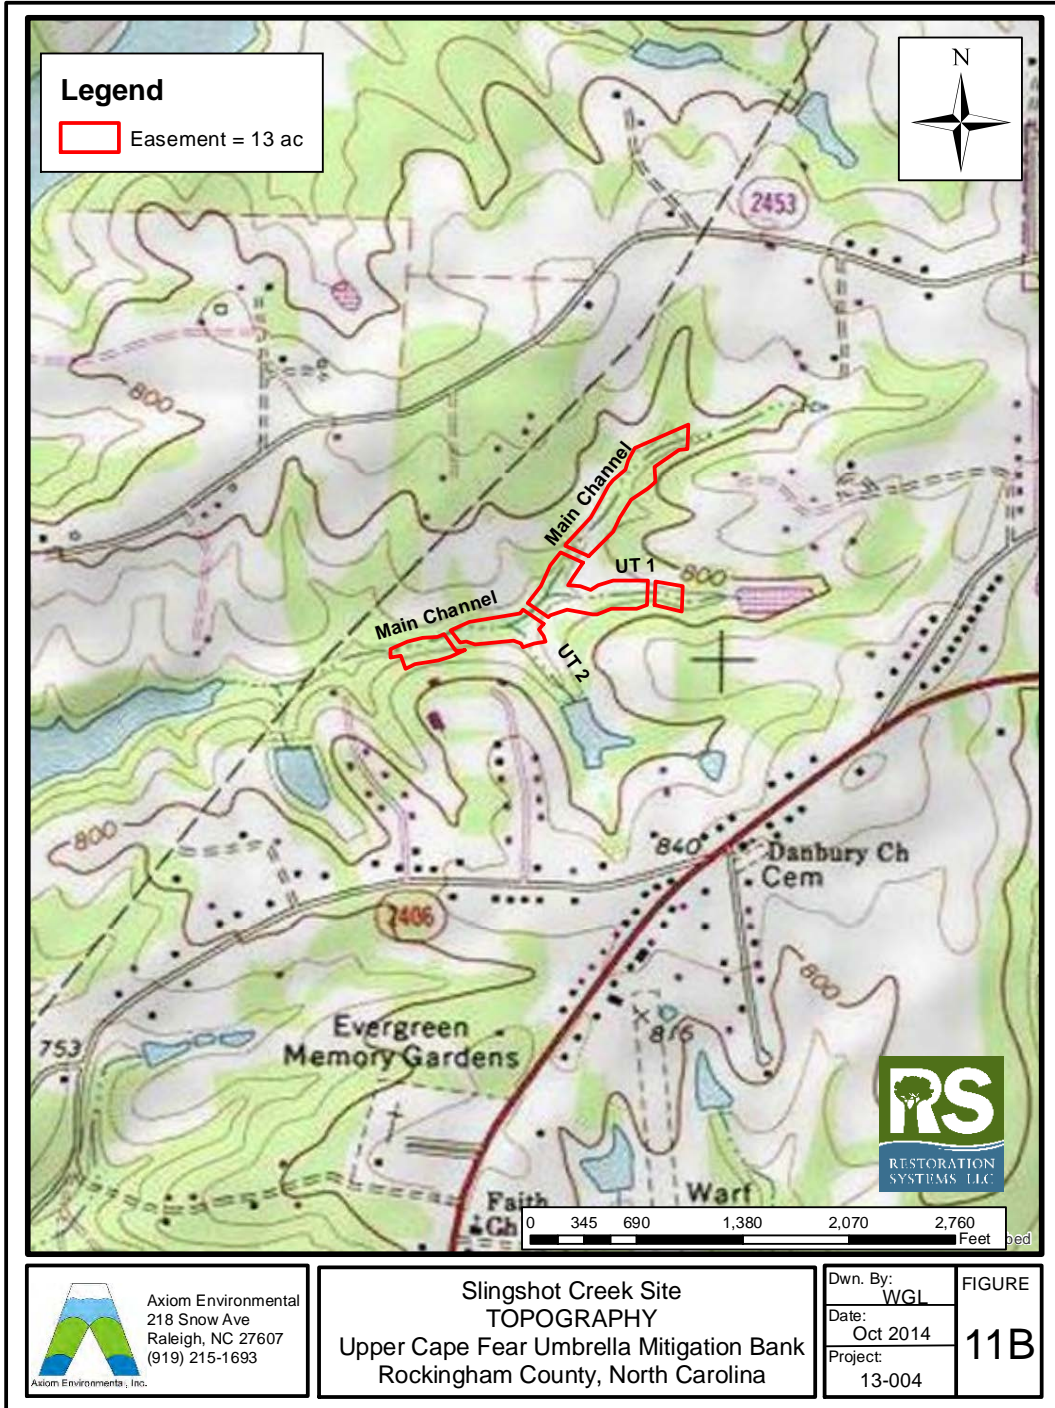 Legend
Easement = 13 ac
N
2453
800
Main Channel
UT 1
800
Main Channel
UT 2
800
840
Danbury Ch
Cem
2406
800
Evergreen
Memory Gardens
816
753
RS
RESTORATION
SYSTEMS LLC
Faith
Ch
Warf
0 345 690 1,380 2,070 2,760
Feet
Axiom Environmental
218 Snow Ave
Raleigh, NC 27607
(919) 215-1693
Axiom Environmental, Inc.
Slingshot Creek Site
TOPOGRAPHY
Upper Cape Fear Umbrella Mitigation Bank
Rockingham County, North Carolina
Dwn. By:
WGL
Date:
Oct 2014
Project:
13-004
FIGURE
11B